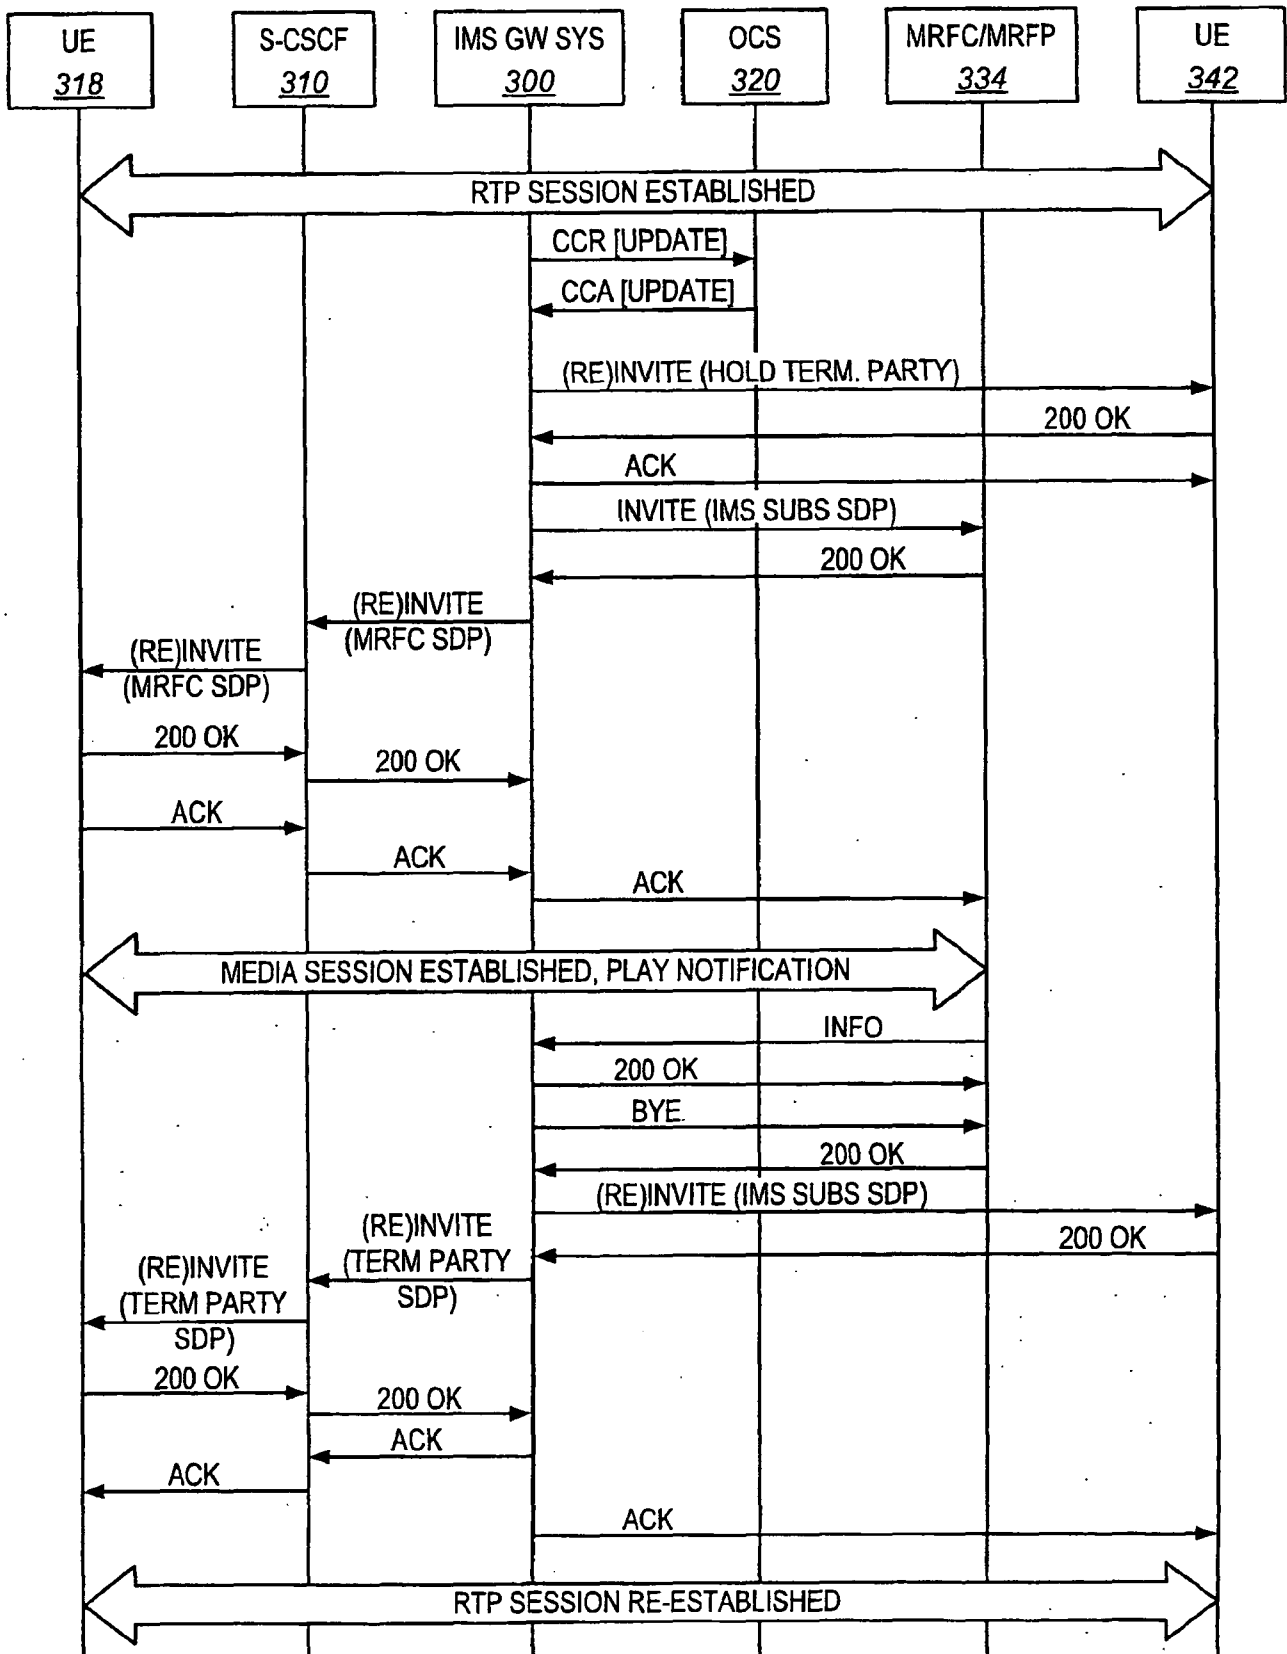 UE
318
S-CSCF
310
IMS GW SYS
300
OCS
320
MRFC/MRFP
334
UE
342
RTP SESSION ESTABLISHED
CCR [UPDATE]
CCA [UPDATE]
(RE)INVITE (HOLD TERM. PARTY)
200 OK
ACK
INVITE (IMS SUBS SDP)
200 OK
(RE)INVITE
(MRFC SDP)
(RE)INVITE
(MRFC SDP)
200 OK
200 OK
ACK
ACK
ACK
MEDIA SESSION ESTABLISHED, PLAY NOTIFICATION
INFO
200 OK
BYE
200 OK
(RE)INVITE (IMS SUBS SDP)
200 OK
(RE)INVITE
(TERM PARTY
SDP)
(RE)INVITE
(TERM PARTY
SDP)
200 OK
200 OK
ACK
ACK
ACK
RTP SESSION RE-ESTABLISHED